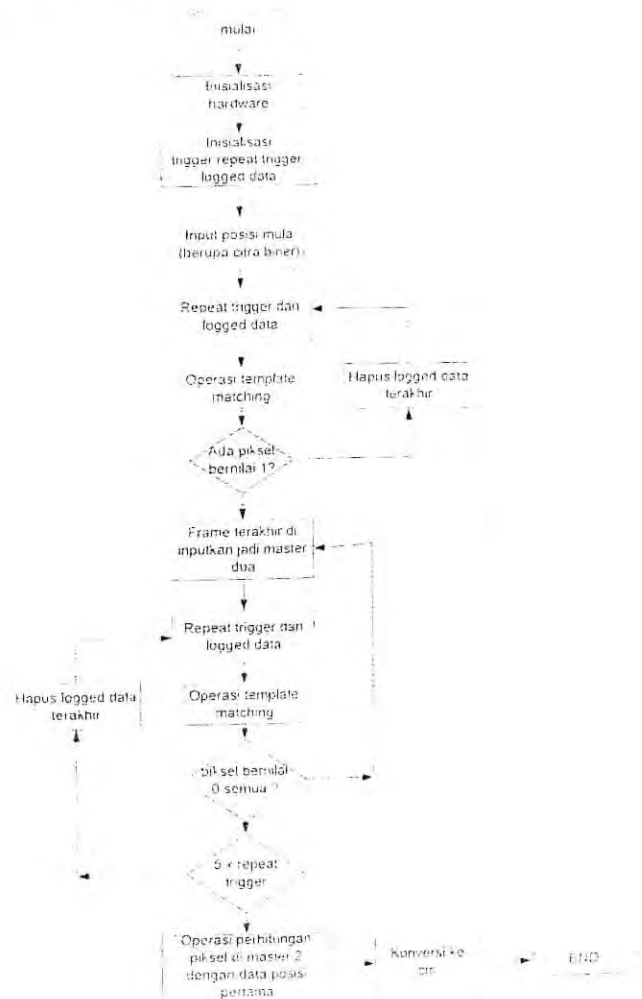 mulai
Inisialisasi
hardware
Inisialisasi
trigger repeat trigger
logged data
Input posisi mula
(berupa citra biner)
Repeat trigger dan
logged data
Operasi template
matching
Hapus logged data
terakhir
Ada piksel
bernilai 1?
Frame terakhir di
inputkan jadi master
dua
Repeat trigger dan
logged data
Hapus logged data
terakhir
Operasi template
matching
piksel bernilai
0 semua ?
5 x repeat
trigger
Operasi perhitungan
piksel di master 2
dengan data posisi
pertama
Konversi ke
cm
END